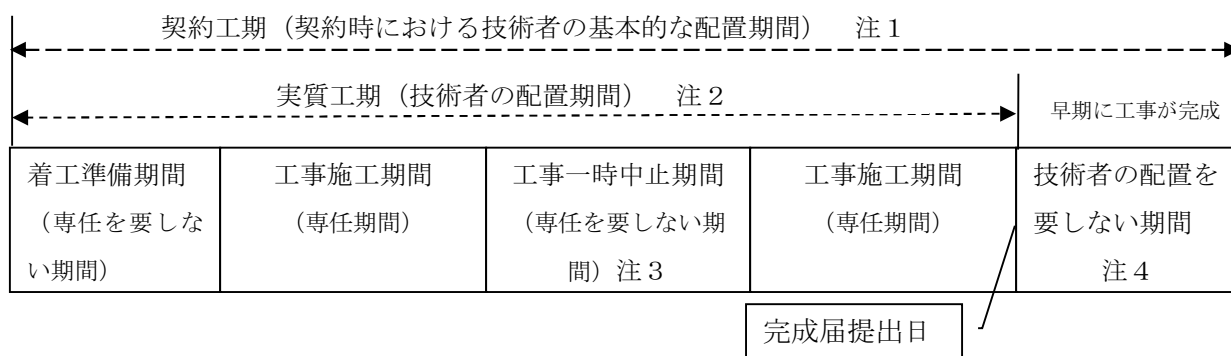 契約工期（契約時における技術者の基本的な配置期間）　注１
実質工期（技術者の配置期間）　注２
早期に工事が完成
着工準備期間
（専任を要しな
い期間）
工事施工期間
（専任期間）
工事一時中止期間
（専任を要しない期
間）注３
工事施工期間
（専任期間）
技術者の配置を
要しない期間
注４
完成届提出日